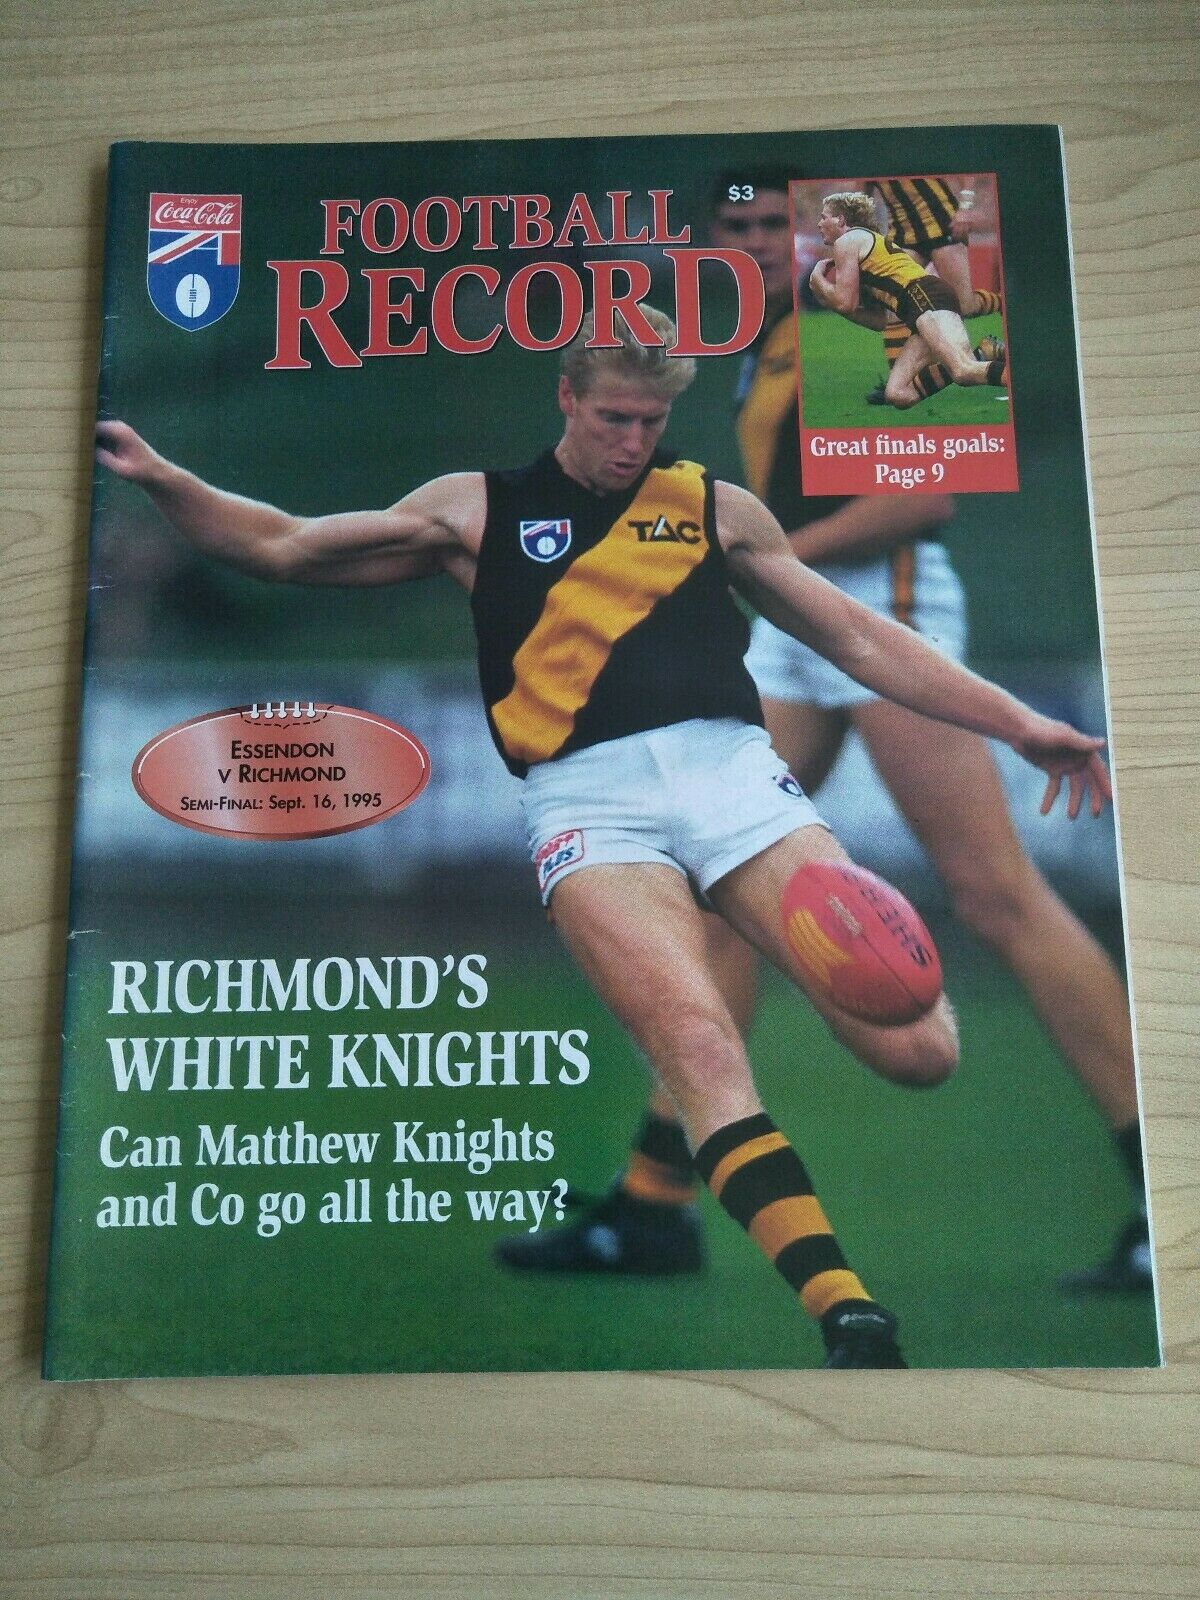 Enjoy
Coca-Cola
FOOTBALL
RECORD
$3
Great finals goals:
Page 9
TAC
ESSENDON
V RICHMOND
SEMI-FINAL: Sept. 16, 1995
SHERR
RICHMOND'S
WHITE KNIGHTS
Can Matthew Knights
and Co go all the way?